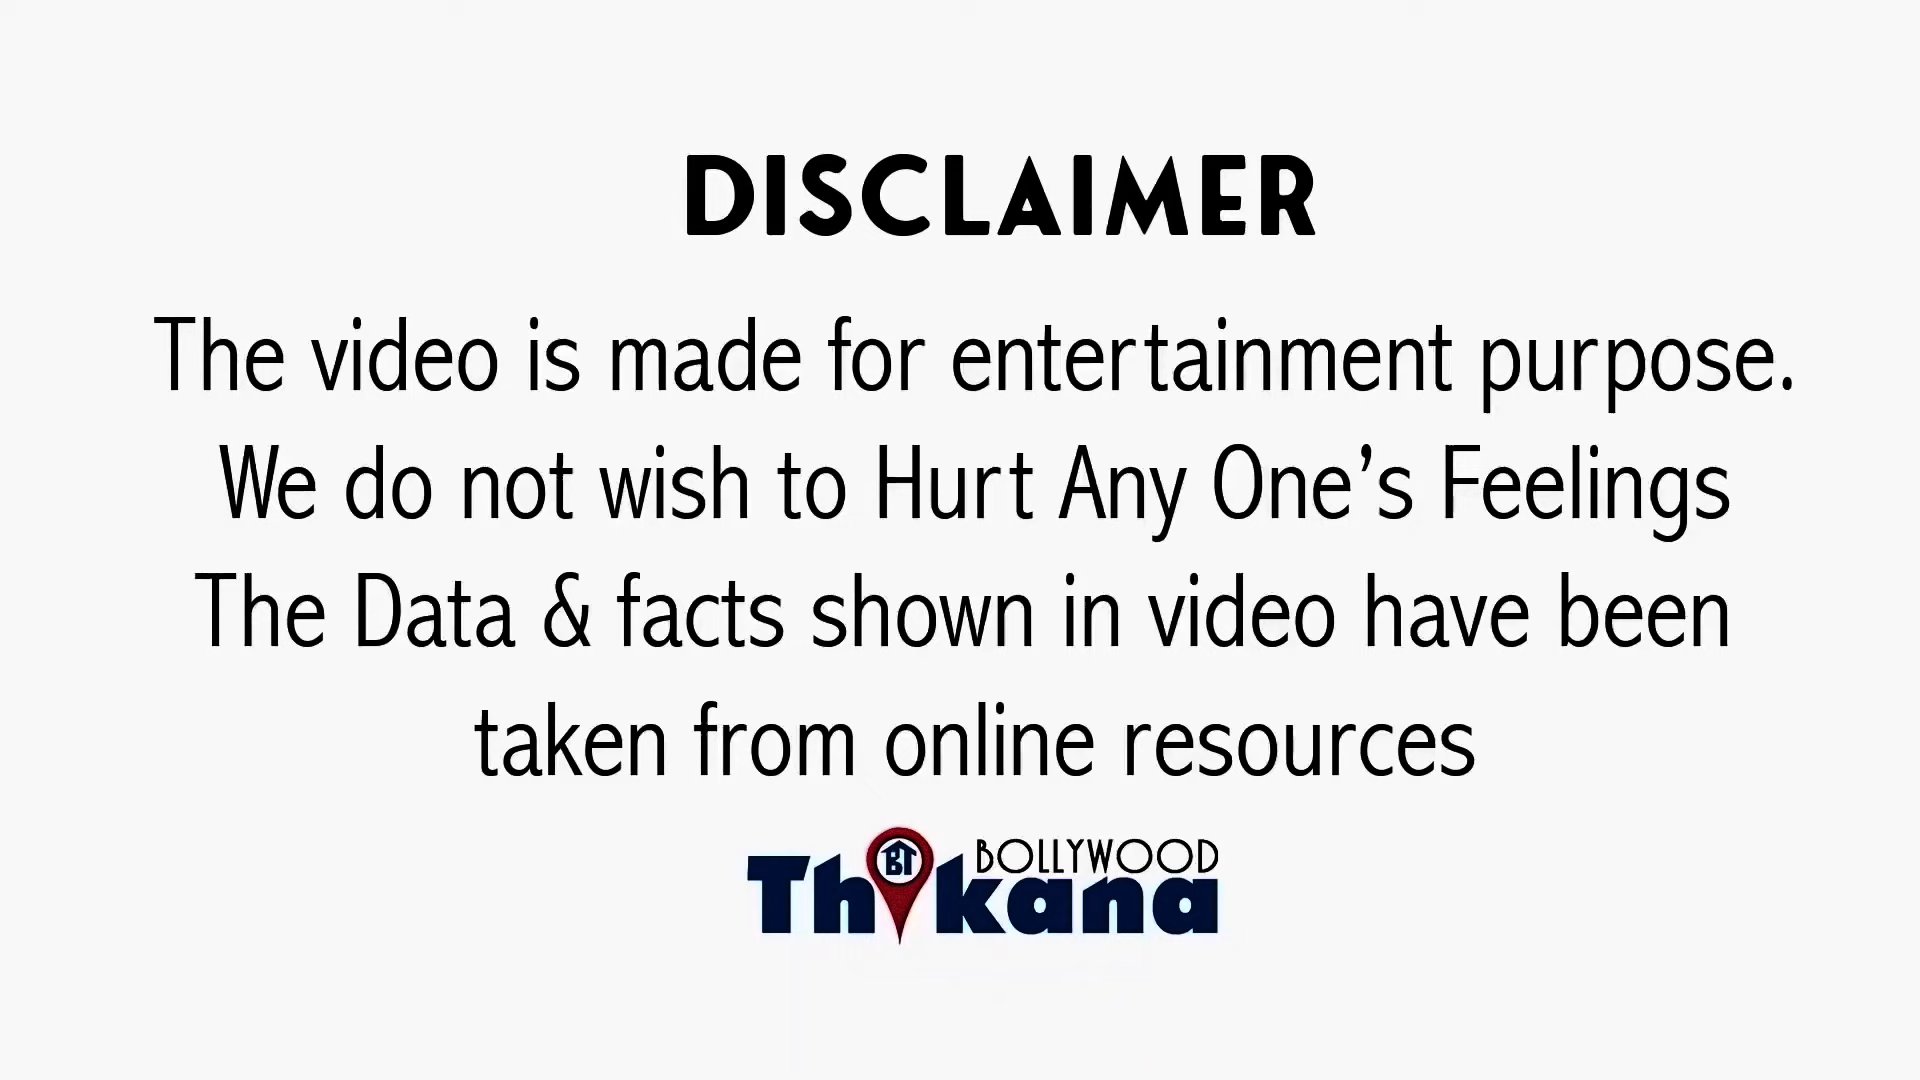 DISCLAIMER
The video is made for entertainment purpose.
We do not wish to Hurt Any One’s Feelings
The Data & facts shown in video have been
taken from online resources
BOLLYWOOD
BT
Thikana